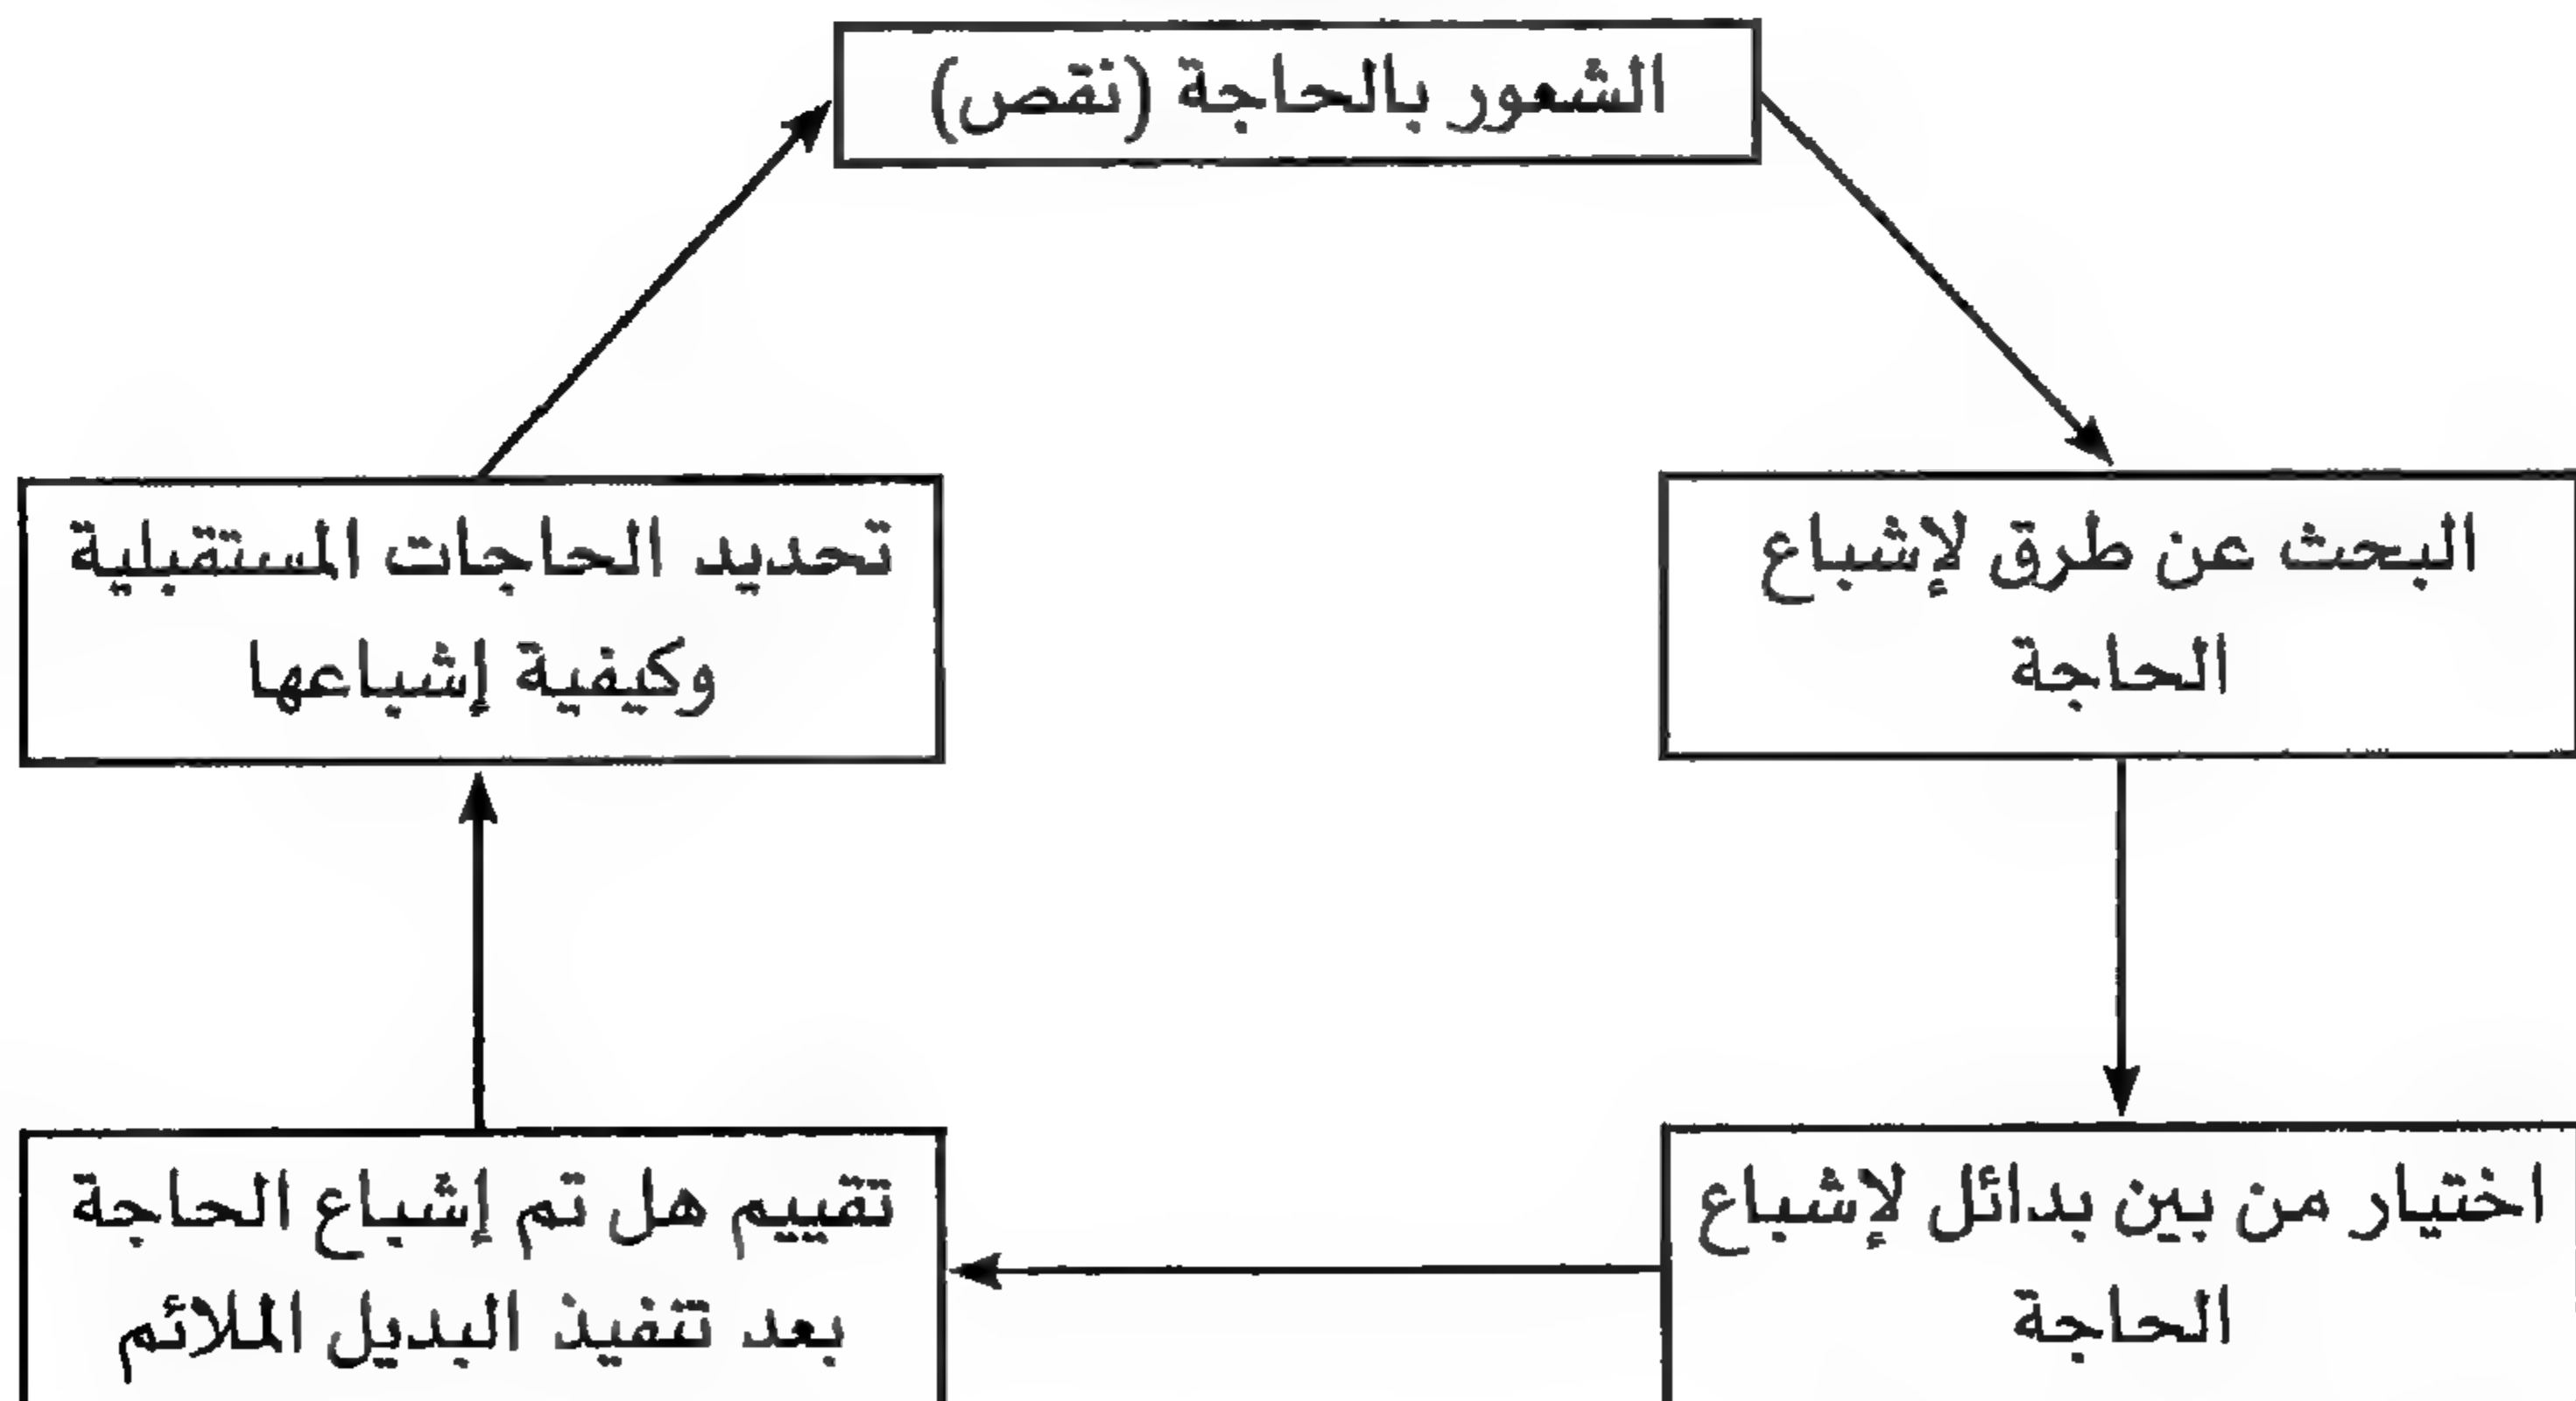 الشعور بالحاجة (نقص)
البحث عن طرق لإشباع
الحاجة
اختيار من بين بدائل لإشباع
الحاجة
تقييم هل تم إشباع الحاجة
بعد تنفيذ البديل الملائم
تحديد الحاجات المستقبلية
وكيفية إشباعها